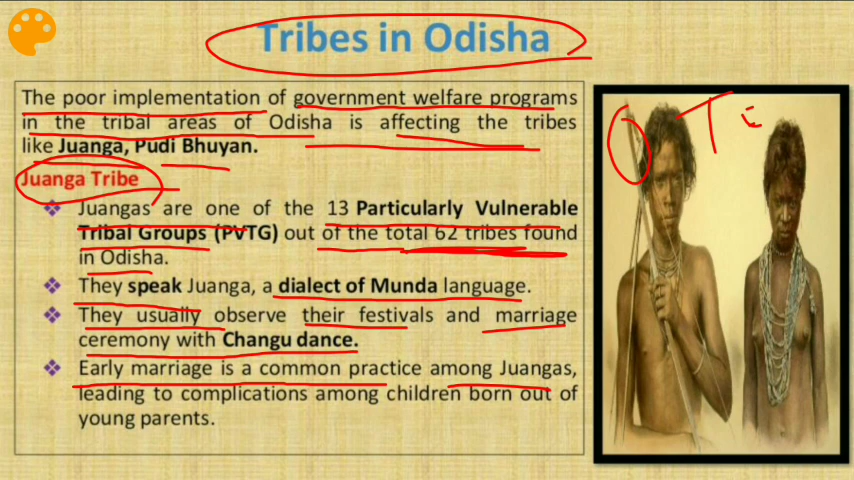 Tribes in Odisha
The poor implementation of government welfare programs
in the tribal areas of Odisha is affecting the tribes
like Juanga, Pudi Bhuyan.
Juanga Tribe
Juangas are one of the 13 Particularly Vulnerable
Tribal Groups (PVTG) out of the total 62 tribes found
in Odisha.
They speak Juanga, a dialect of Munda language.
They usually observe their festivals and marriage
ceremony with Changu dance.
Early marriage is a common practice among Juangas,
leading to complications among children born out of
young parents.